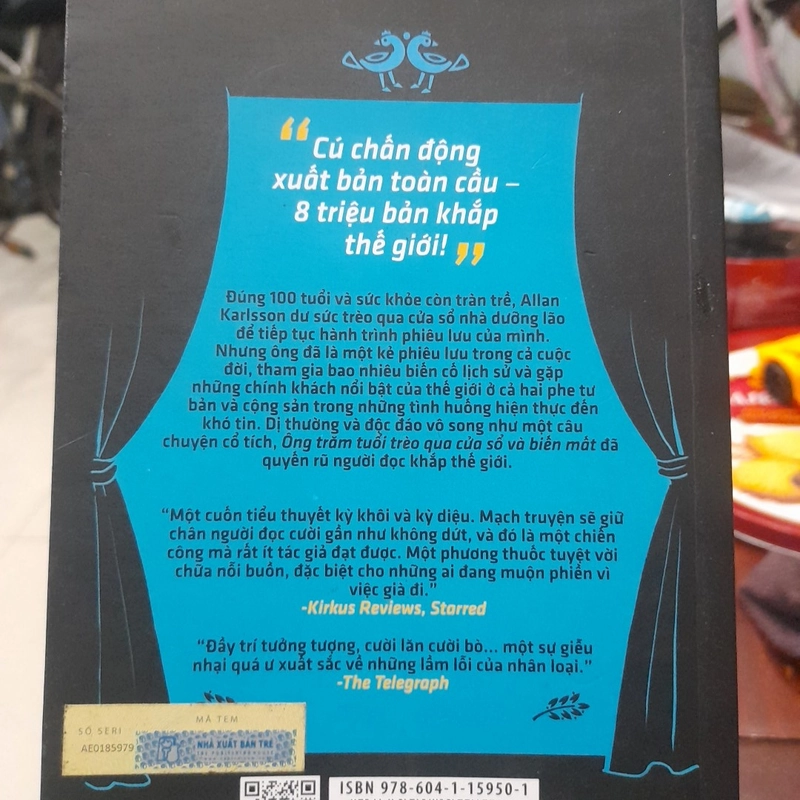 “Cú chấn động
xuất bản toàn cầu –
8 triệu bản khắp
thế giới!”
Đúng 100 tuổi và sức khỏe còn tràn trề, Allan
Karlsson dư sức trèo qua cửa sổ nhà dưỡng lão
để tiếp tục hành trình phiêu lưu của mình.
Nhưng ông đã là một kẻ phiêu lưu trong cả cuộc
đời, tham gia bao nhiêu biến cố lịch sử và gặp
những chính khách nổi bật của thế giới ở cả hai phe tư
bản và cộng sản trong những tình huống hiện thực đến
khó tin. Dị thường và độc đáo vô song như một câu
chuyện cổ tích, Ông trăm tuổi trèo qua cửa sổ và biến mất đã
quyến rũ người đọc khắp thế giới.
“Một cuốn tiểu thuyết kỳ khôi và kỳ diệu. Mạch truyện sẽ giữ
chân người đọc cười gần như không dứt, và đó là một chiến
công mà rất ít tác giả đạt được. Một phương thuốc tuyệt vời
chữa nỗi buồn, đặc biệt cho những ai đang muộn phiền vì
việc già đi.”
-Kirkus Reviews, Starred
“Đầy trí tưởng tượng, cười lăn cười bò... một sự giễu
nhại quá ư xuất sắc về những lầm lỗi của nhân loại.”
-The Telegraph
MÃ TEM
SỐ SERI
AE0185979
NHÀ XUẤT BẢN TRẺ
ISBN 978-604-1-15950-1